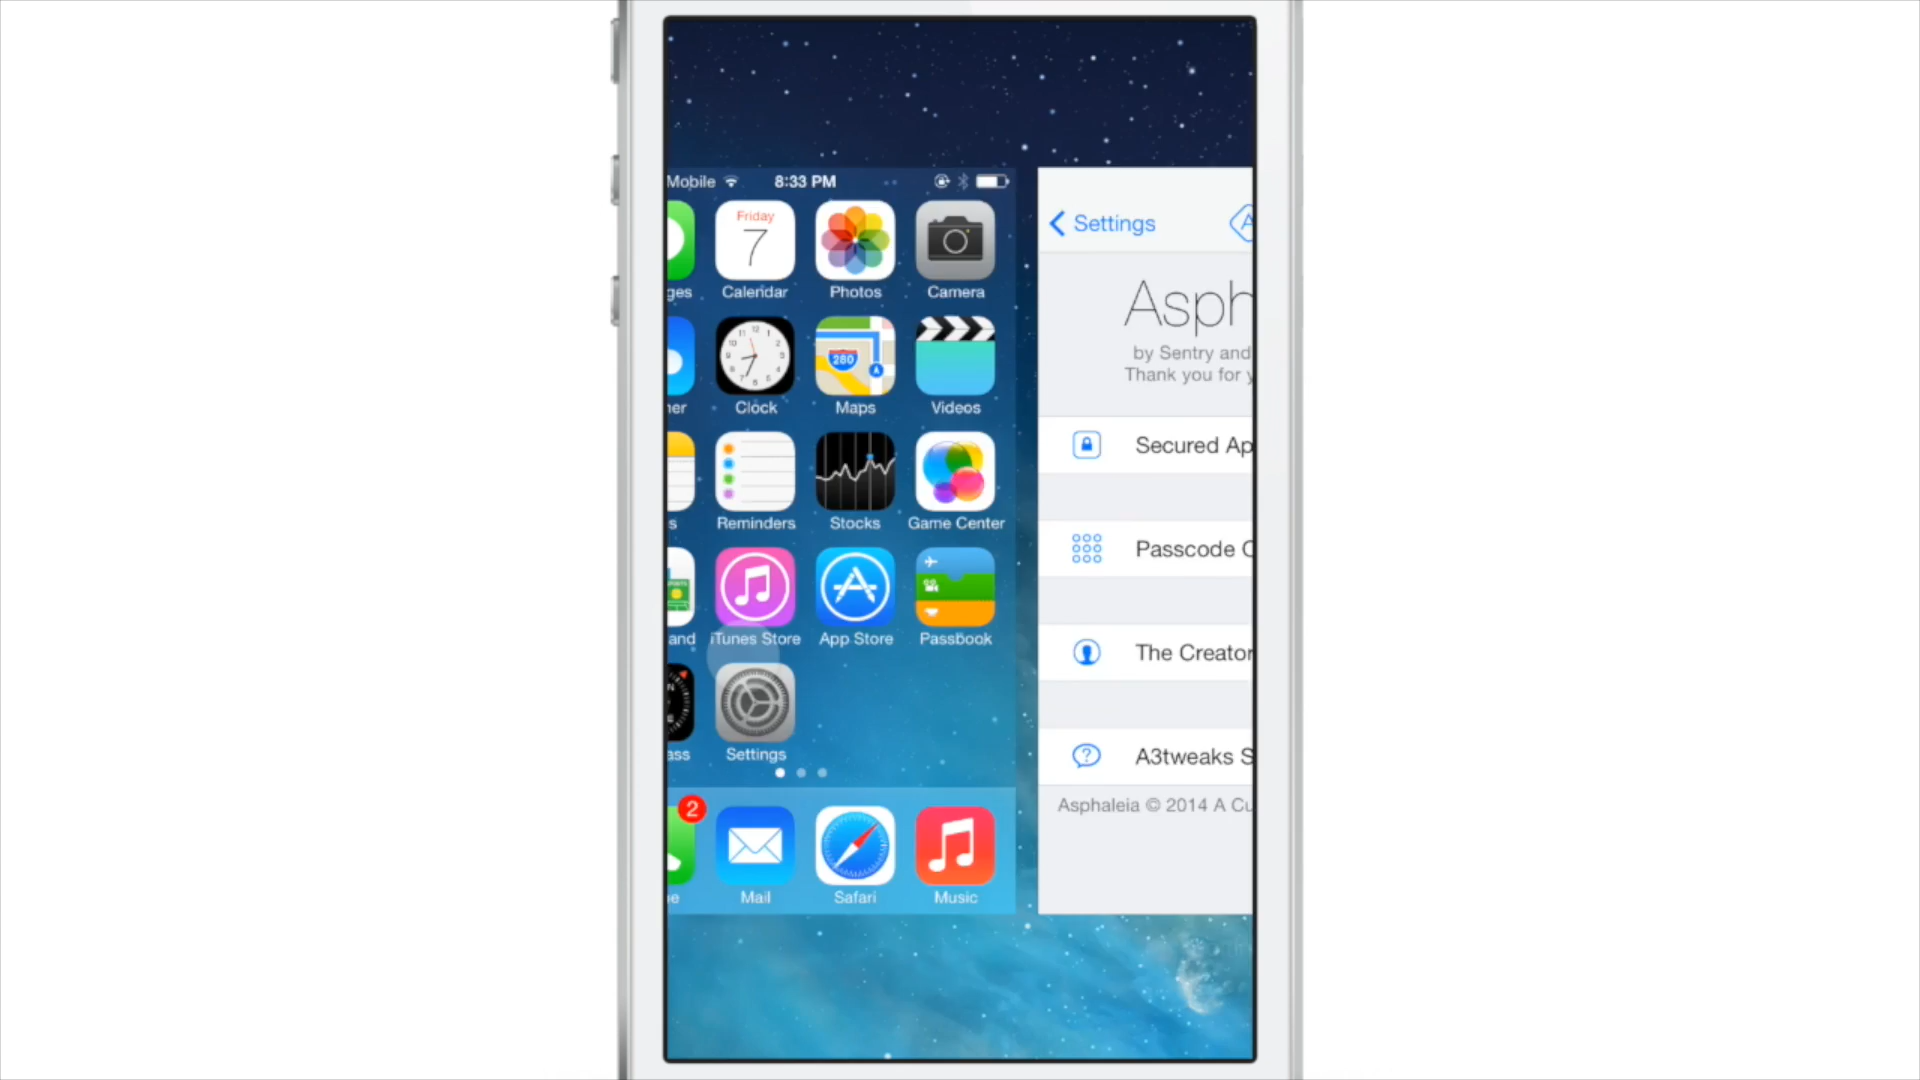 Mobile
8:33 PM
Friday
7
ges
Calendar
Photos
Camera
280
her
Clock
Maps
Videos
s
Reminders
Stocks
Game Center
and
iTunes Store
App Store
Passbook
ass
Settings
2
e
Mail
Safari
Music
Settings
Asph
by Sentry and
Thank you for y
Secured Ap
Passcode
The Creator
A3tweaks S
Asphaleia © 2014 A Cu